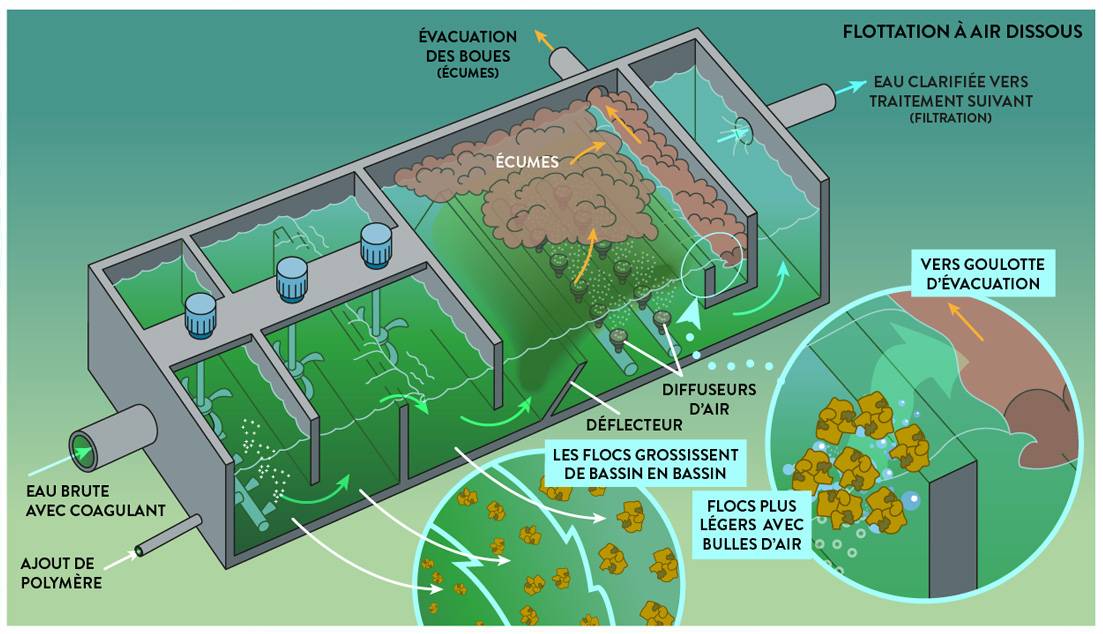 FLOTTATION À AIR DISSOUS
ÉVACUATION
DES BOUES
(ÉCUMES)
EAU CLARIFIÉE VERS
TRAITEMENT SUIVANT
(FILTRATION)
ÉCUMES
VERS GOULOTTE
D'ÉVACUATION
DIFFUSEURS
D'AIR
DÉFLECTEUR
LES FLOCS GROSSISSENT
DE BASSIN EN BASSIN
FLOCS PLUS
LÉGERS AVEC
BULLES D'AIR
EAU BRUTE
AVEC COAGULANT
AJOUT DE
POLYMÈRE